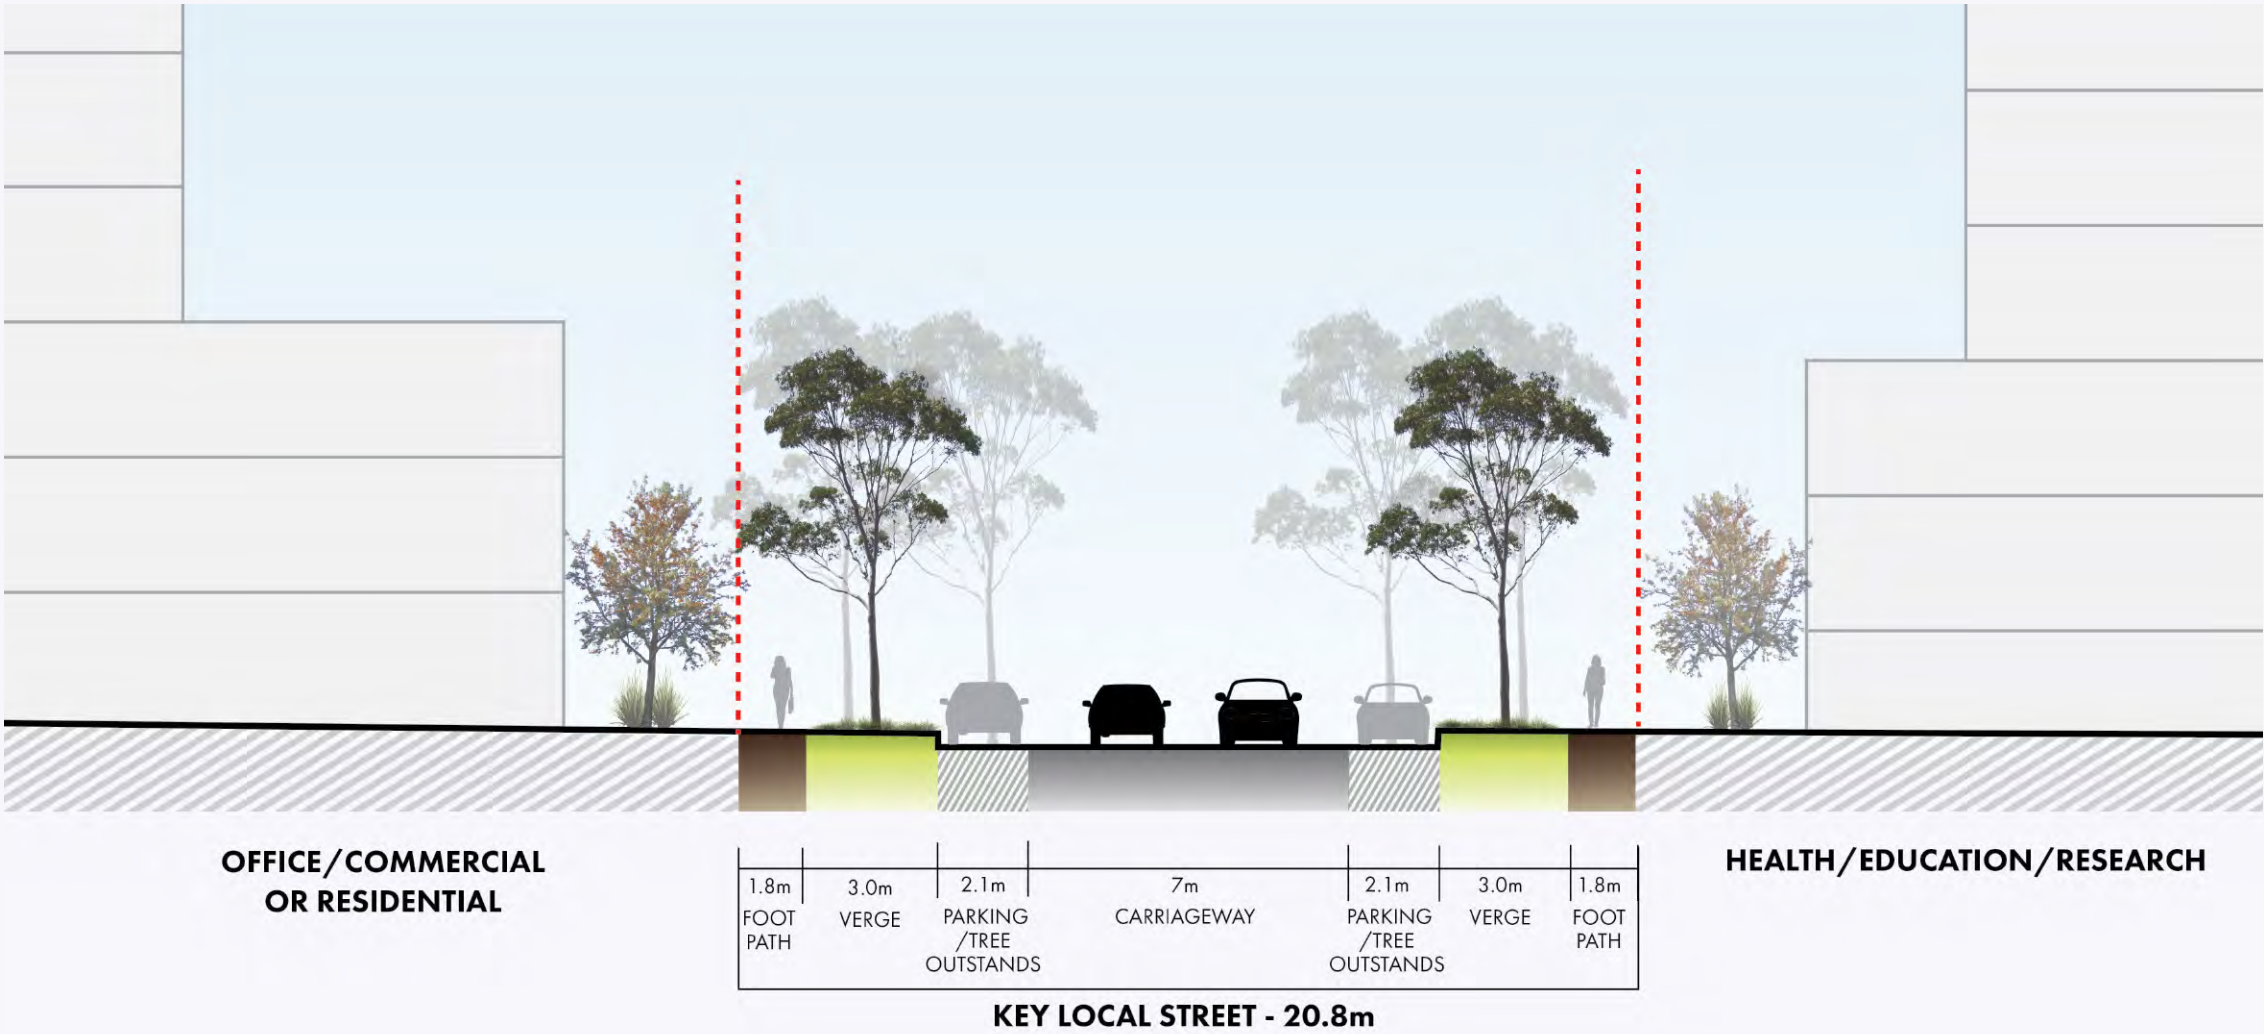 OFFICE/COMMERCIAL
OR RESIDENTIAL
HEALTH/EDUCATION/RESEARCH
1.8m
3.0m
2.1m
7m
2.1m
3.0m
1.8m
FOOT
PATH
VERGE
PARKING
/TREE
OUTSTANDS
CARRIAGEWAY
PARKING
/TREE
OUTSTANDS
VERGE
FOOT
PATH
KEY LOCAL STREET - 20.8m